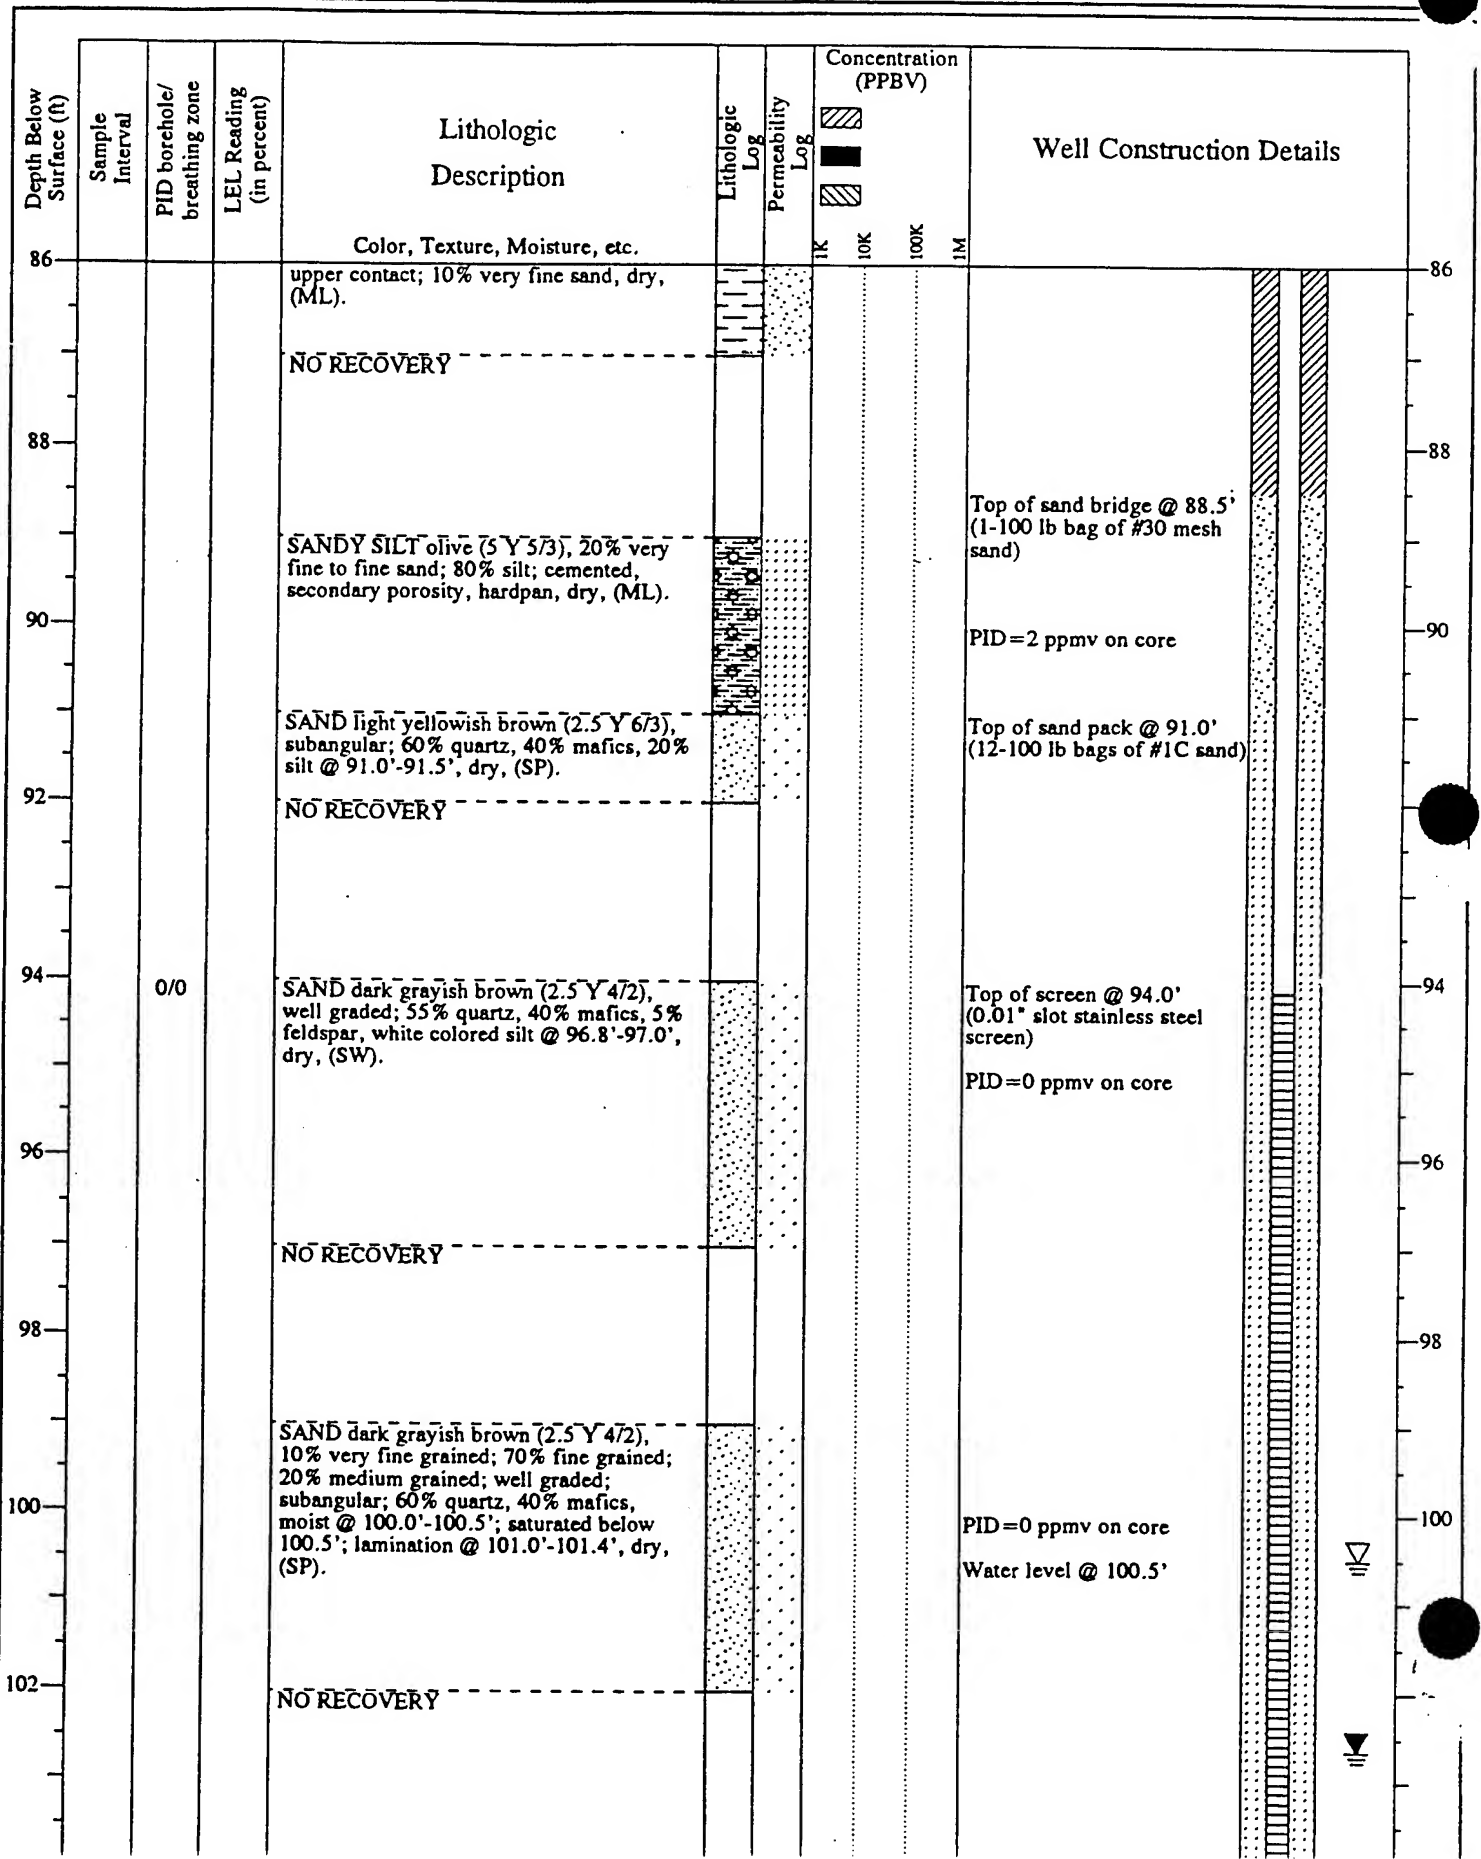 Depth Below
Surface (ft)
Sample
Interval
PID borehole/
breathing zone
LEL Reading
(in percent)
Lithologic
Description
Color, Texture, Moisture, etc.
Lithologic
Log
Permeability
Log
Concentration
(PPBV)
1K
10K
100K
1M
Well Construction Details
86
86
upper contact; 10% very fine sand, dry,
(ML).
NO RECOVERY
88
88
Top of sand bridge @ 88.5'
(1-100 lb bag of #30 mesh
sand)
SANDY SILT olive (5 Y 5/3), 20% very
fine to fine sand; 80% silt; cemented,
secondary porosity, hardpan, dry, (ML).
90
90
PID=2 ppmv on core
SAND light yellowish brown (2.5 Y 6/3),
subangular; 60% quartz, 40% mafics, 20%
silt @ 91.0'-91.5', dry, (SP).
Top of sand pack @ 91.0'
(12-100 lb bags of #1C sand)
92
NO RECOVERY
94
0/0
94
SAND dark grayish brown (2.5 Y 4/2),
well graded; 55% quartz, 40% mafics, 5%
feldspar, white colored silt @ 96.8'-97.0',
dry, (SW).
Top of screen @ 94.0'
(0.01" slot stainless steel
screen)
PID=0 ppmv on core
96
96
NO RECOVERY
98
98
SAND dark grayish brown (2.5 Y 4/2),
10% very fine grained; 70% fine grained;
20% medium grained; well graded;
subangular; 60% quartz, 40% mafics,
moist @ 100.0'-100.5'; saturated below
100.5'; lamination @ 101.0'-101.4', dry,
(SP).
100
100
PID=0 ppmv on core
Water level @ 100.5'
102
NO RECOVERY